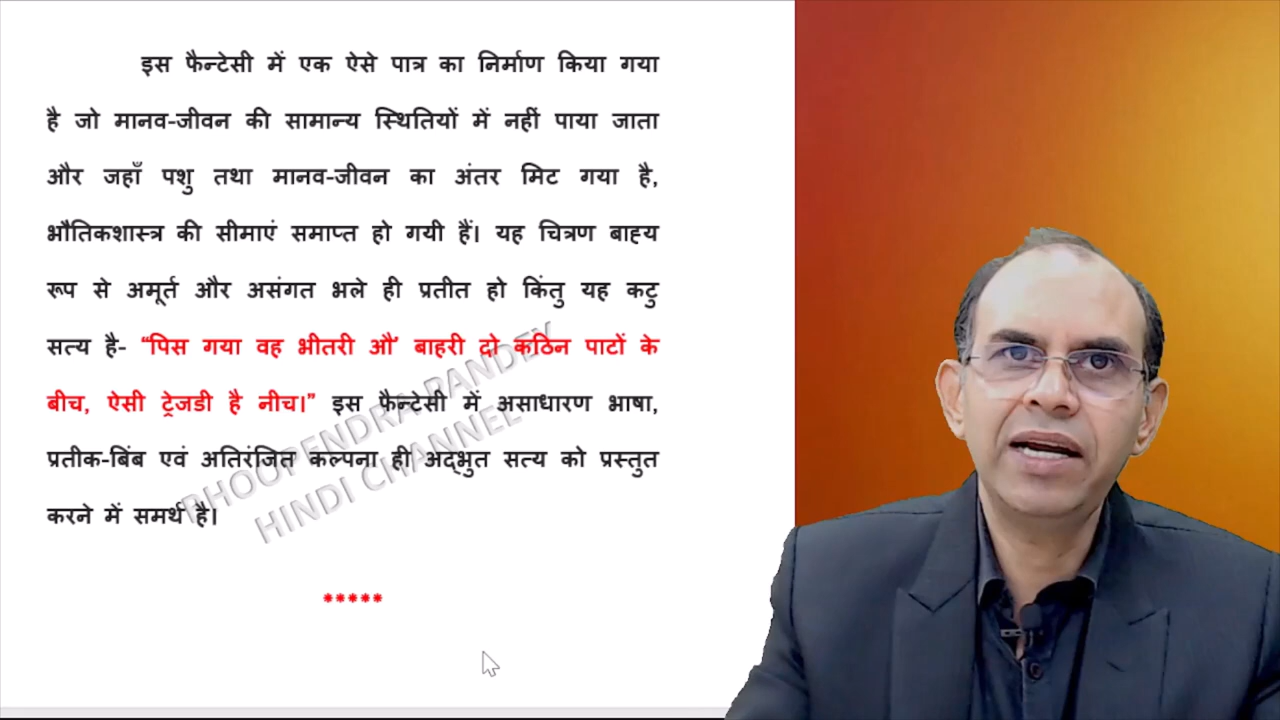 इस फैन्टेसी में एक ऐसे पात्र का निर्माण किया गया
है जो मानव-जीवन की सामान्य स्थितियों में नहीं पाया जाता
और जहाँ पशु तथा मानव-जीवन का अंतर मिट गया है,
भौतिकशास्त्र की सीमाएं समाप्त हो गयी हैं। यह चित्रण बाह्य
रूप से अमूर्त और असंगत भले ही प्रतीत हो किंतु यह कटु
सत्य है- “पिस गया वह भीतरी औ’ बाहरी दो कठिन पाटों के
बीच, ऐसी ट्रेजडी है नीच।” इस फ़ैन्टेसी में असाधारण भाषा,
प्रतीक-बिंब एवं अतिरंजित कल्पना ही अद्भुत सत्य को प्रस्तुत
करने में समर्थ है।
*****
BHOOPENDRA PANDEY
HINDI CHANNEL